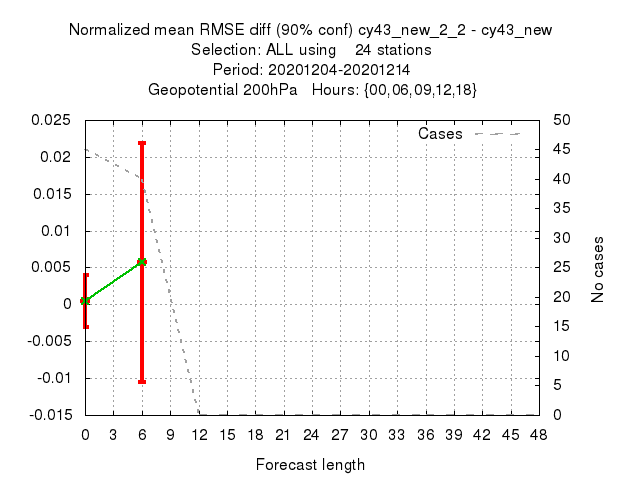 Normalized mean RMSE diff (90% conf) cy43_new_2_2 - cy43_new
Selection: ALL using 24 stations
Period: 20201204-20201214
Geopotential 200hPa Hours: {00,06,09,12,18}
Cases
0.025
0.02
0.015
0.01
0.005
0
-0.005
-0.01
-0.015
50
45
40
35
30
25
20
15
10
5
0
No cases
0 3 6 9 12 15 18 21 24 27 30 33 36 39 42 45 48
Forecast length